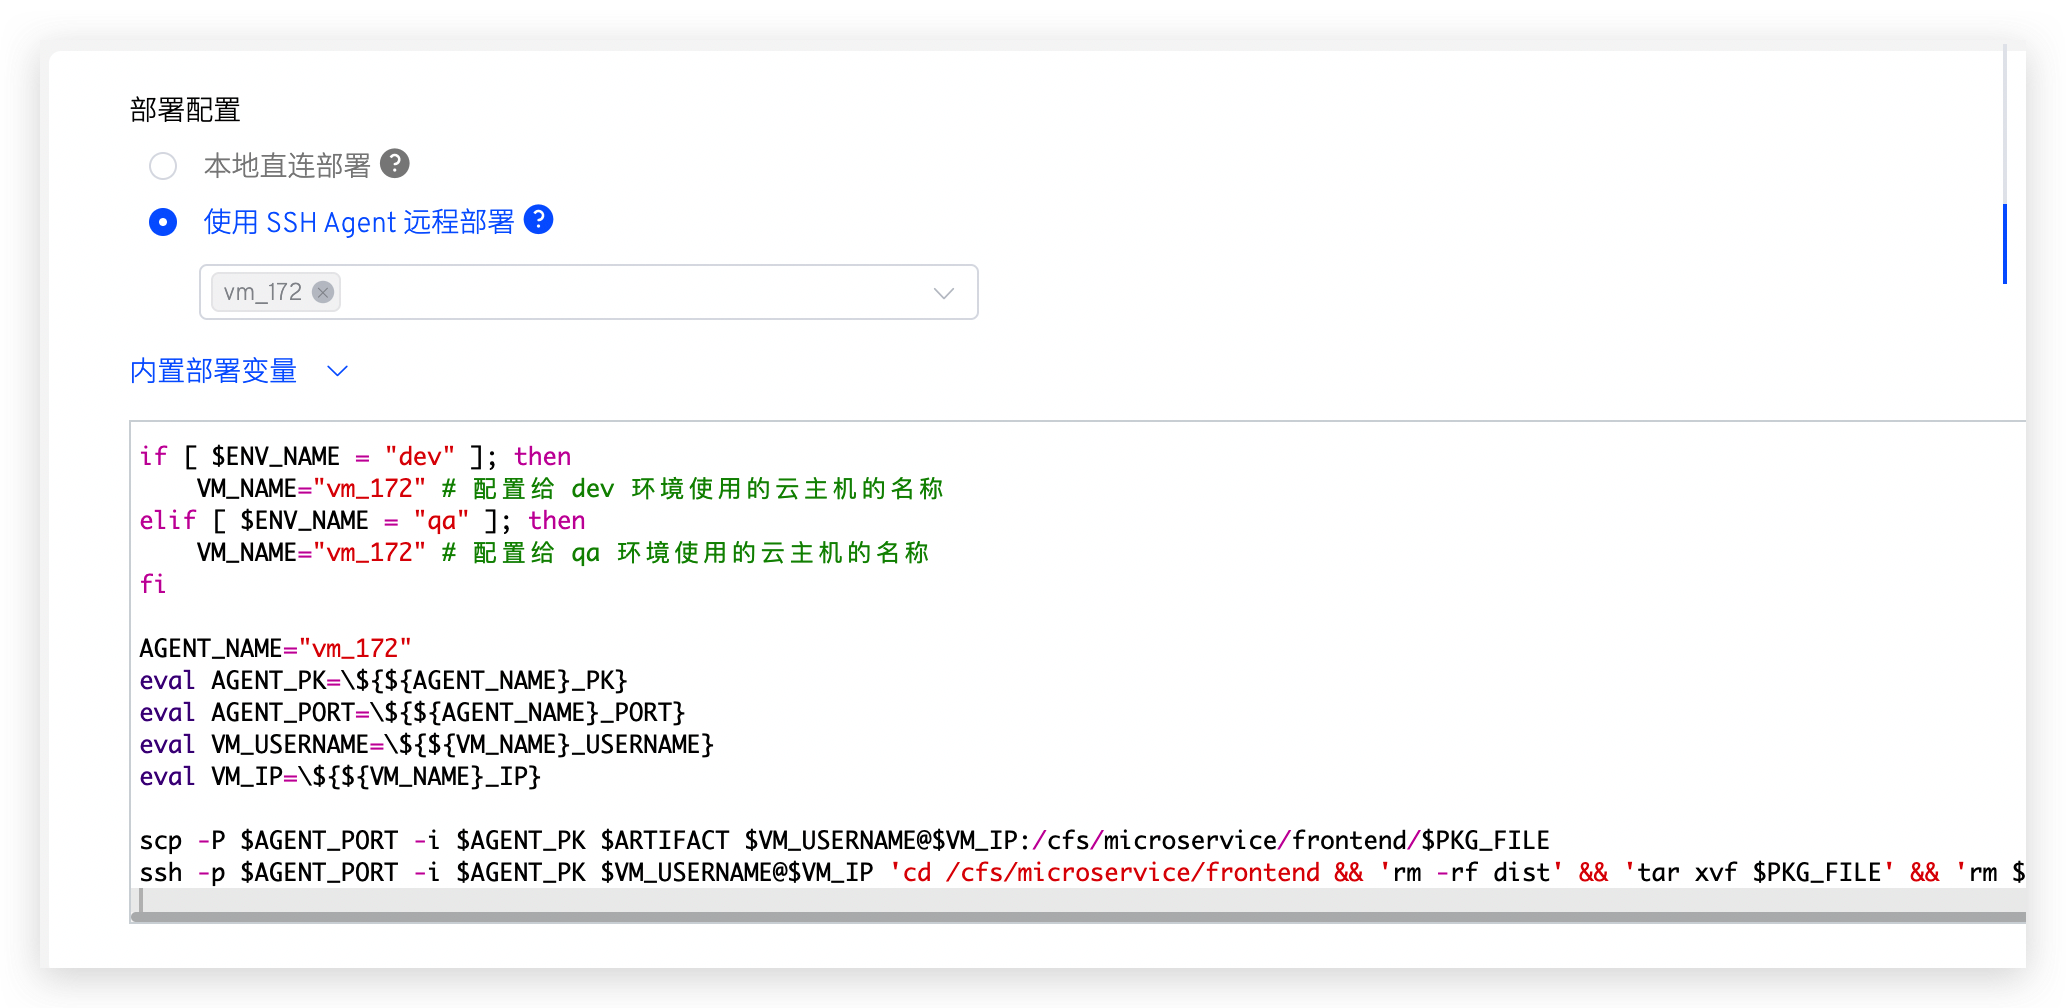 部署配置
本地直连部署 ?
使用 SSH Agent 远程部署 ?
vm_172
内置部署变量
if [ $ENV_NAME = "dev" ]; then
    VM_NAME="vm_172" # 配置给 dev 环境使用的云主机的名称
elif [ $ENV_NAME = "qa" ]; then
    VM_NAME="vm_172" # 配置给 qa 环境使用的云主机的名称
fi
AGENT_NAME="vm_172"
eval AGENT_PK=\${${AGENT_NAME}_PK}
eval AGENT_PORT=\${${AGENT_NAME}_PORT}
eval VM_USERNAME=\${${VM_NAME}_USERNAME}
eval VM_IP=\${${VM_NAME}_IP}
scp -P $AGENT_PORT -i $AGENT_PK $ARTIFACT $VM_USERNAME@$VM_IP:/cfs/microservice/frontend/$PKG_FILE
ssh -p $AGENT_PORT -i $AGENT_PK $VM_USERNAME@$VM_IP 'cd /cfs/microservice/frontend && 'rm -rf dist' && 'tar xvf $PKG_FILE' && 'rm $